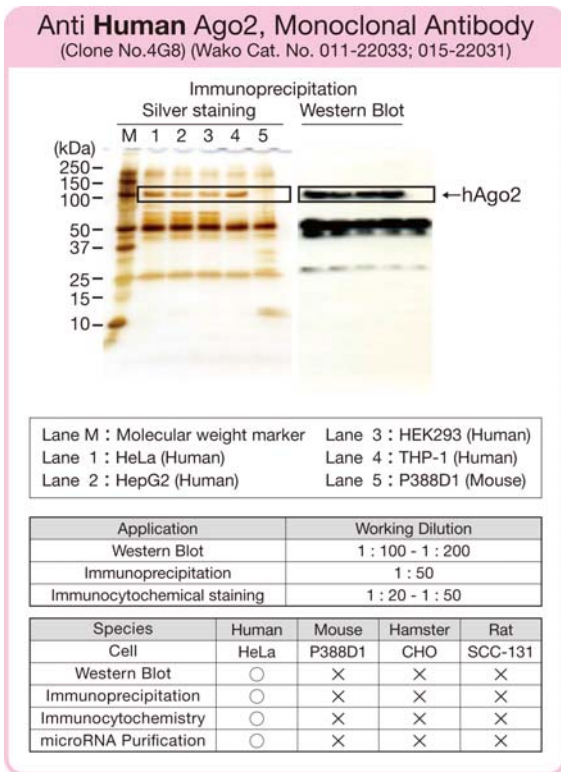 Anti Human Ago2, Monoclonal Antibody
(Clone No.4G8) (Wako Cat. No. 011-22033; 015-22031)
Immunoprecipitation
Silver staining Western Blot
M 1 2 3 4 5
(kDa)
250
150
100
←hAgo2
50
37
25
15
10
Lane M : Molecular weight marker Lane 3 : HEK293 (Human)
Lane 1 : HeLa (Human) Lane 4 : THP-1 (Human)
Lane 2 : HepG2 (Human) Lane 5 : P388D1 (Mouse)
Application Working Dilution
Western Blot 1 : 100 - 1 : 200
Immunoprecipitation 1 : 50
Immunocytochemical staining 1 : 20 - 1 : 50
Species Human Mouse Hamster Rat
Cell HeLa P388D1 CHO SCC-131
Western Blot ○ × × ×
Immunoprecipitation ○ × × ×
Immunocytochemistry ○ × × ×
microRNA Purification ○ × × ×